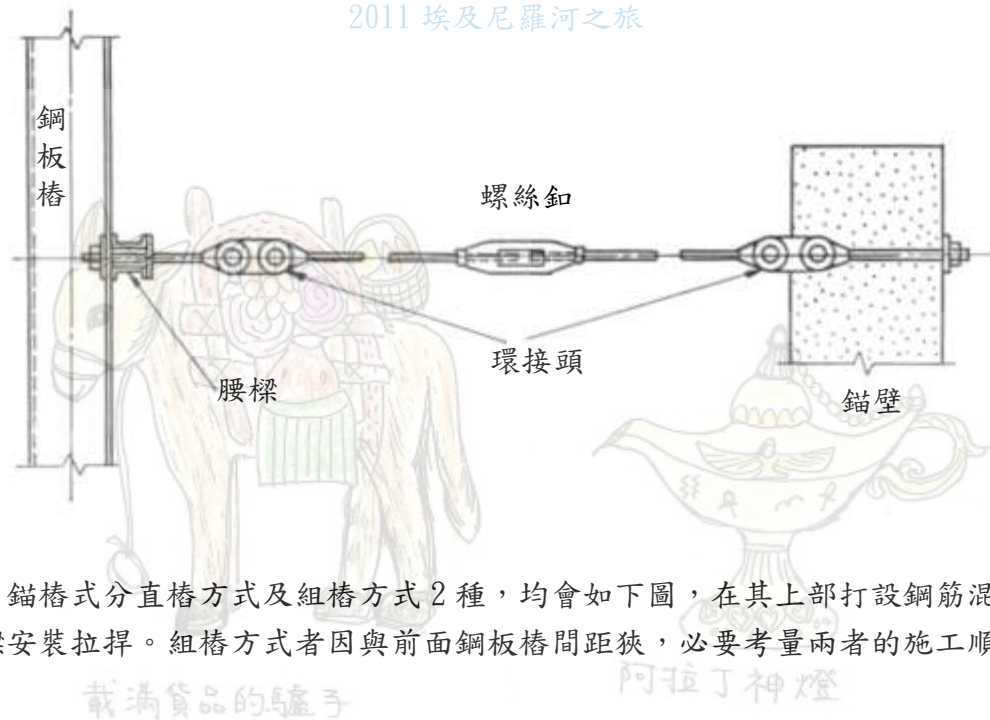 2011 埃及尼羅河之旅
鋼板樁
螺絲釦
環接頭
腰樑
錨壁
錨樁式分直樁方式及組樁方式 2 種,均會如下圖,在其上部打設鋼筋混
安裝拉捍。組樁方式者因與前面鋼板樁間距狹,必要考量兩者的施工順
載滿貨品的驢子
阿拉丁神燈